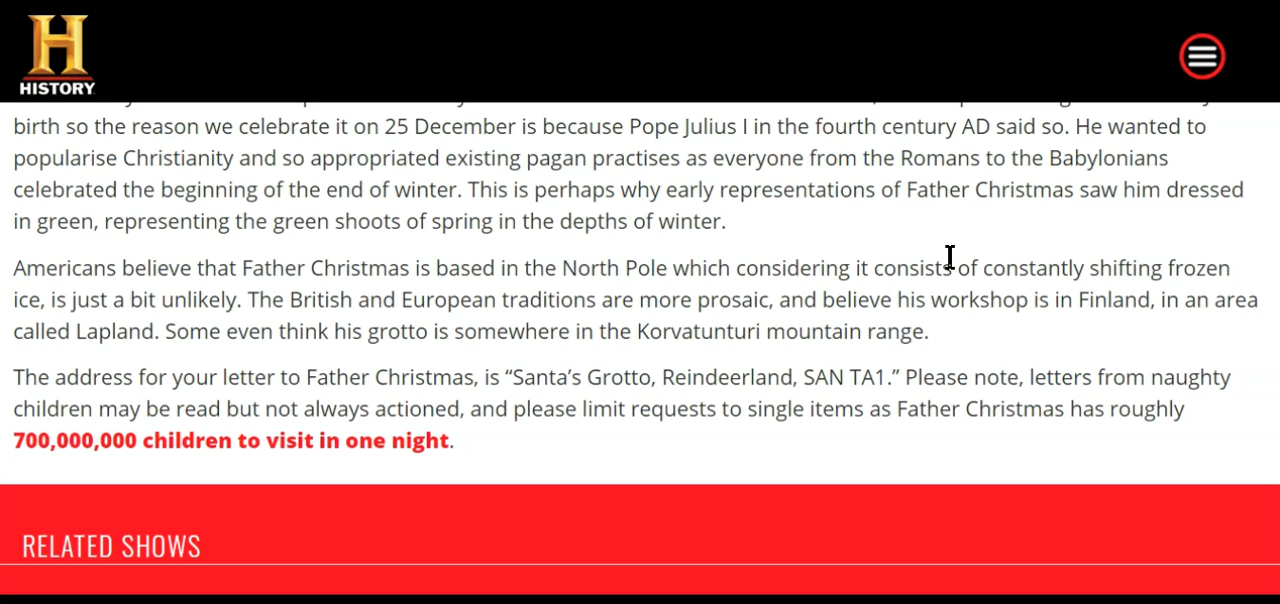 H
HISTORY
birth so the reason we celebrate it on 25 December is because Pope Julius I in the fourth century AD said so. He wanted to
popularise Christianity and so appropriated existing pagan practises as everyone from the Romans to the Babylonians
celebrated the beginning of the end of winter. This is perhaps why early representations of Father Christmas saw him dressed
in green, representing the green shoots of spring in the depths of winter.
Americans believe that Father Christmas is based in the North Pole which considering it consists of constantly shifting frozen
ice, is just a bit unlikely. The British and European traditions are more prosaic, and believe his workshop is in Finland, in an area
called Lapland. Some even think his grotto is somewhere in the Korvatunturi mountain range.
The address for your letter to Father Christmas, is “Santa’s Grotto, Reindeerland, SAN TA1.” Please note, letters from naughty
children may be read but not always actioned, and please limit requests to single items as Father Christmas has roughly
700,000,000 children to visit in one night.
RELATED SHOWS